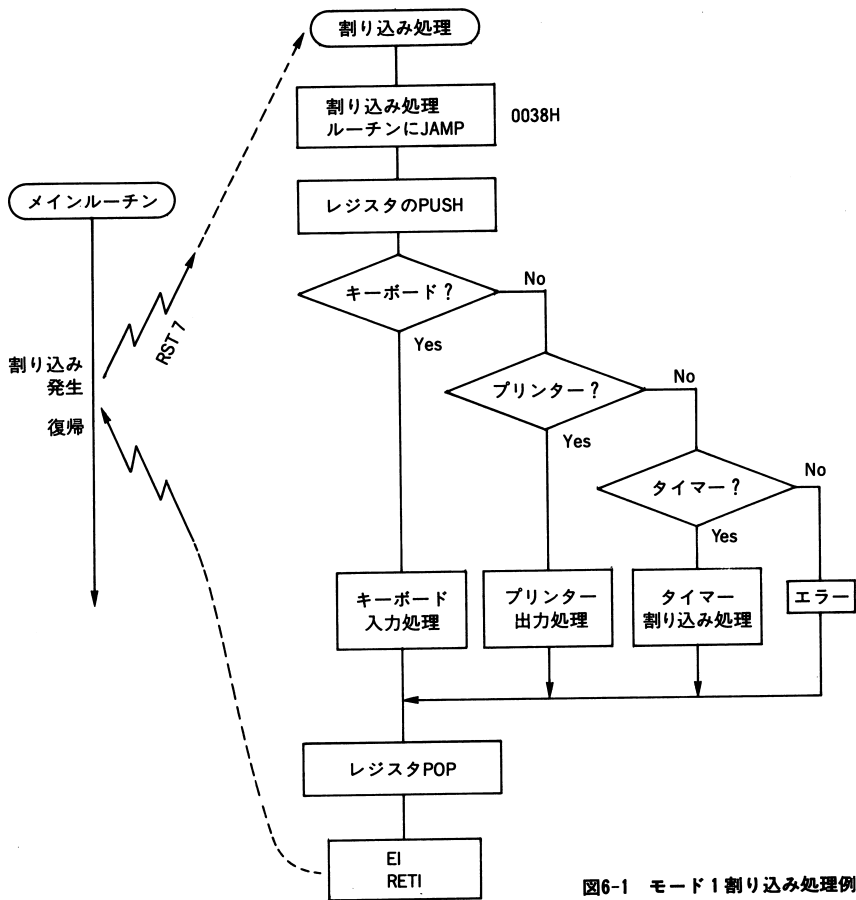 割り込み処理
割り込み処理
ルーチンにJAMP
0038H
メインルーチン
レジスタのPUSH
キーボード？
No
Yes
RST 7
割り込み
発生
復帰
プリンター？
No
Yes
タイマー？
No
Yes
キーボード
入力処理
プリンター
出力処理
タイマー
割り込み処理
エラー
レジスタPOP
EI
RETI
図6-1 モード1割り込み処理例